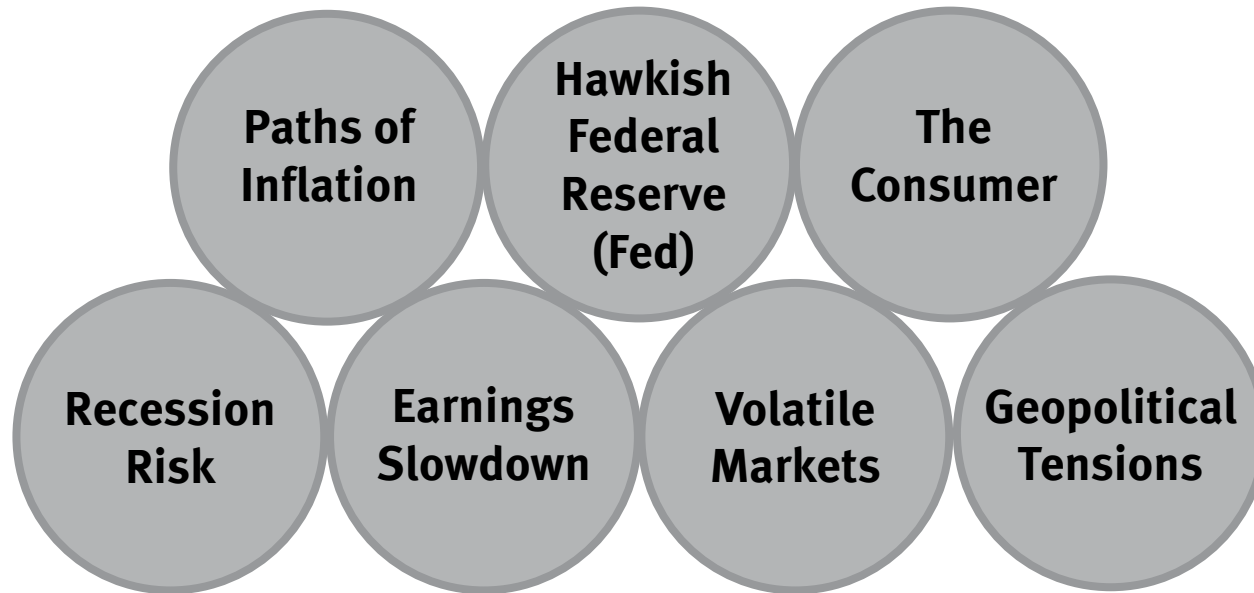 Paths of
Inflation
Hawkish
Federal
Reserve
(Fed)
The
Consumer
Recession
Risk
Earnings
Slowdown
Volatile
Markets
Geopolitical
Tensions